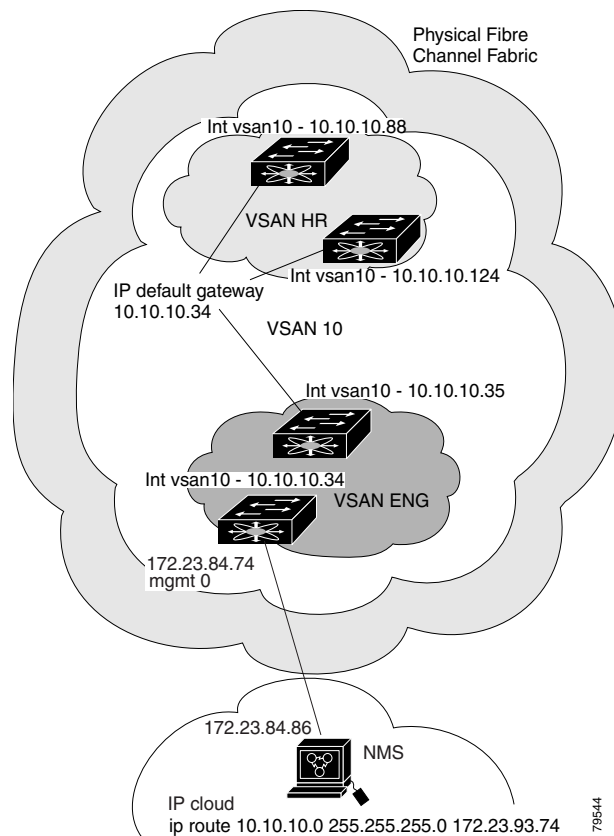 Physical Fibre
Channel Fabric
Int vsan10 - 10.10.10.88
VSAN HR
Int vsan10 - 10.10.10.124
IP default gateway
10.10.10.34
VSAN 10
Int vsan10 - 10.10.10.35
Int vsan10 - 10.10.10.34
VSAN ENG
172.23.84.74
mgmt 0
172.23.84.86
NMS
IP cloud
ip route 10.10.10.0 255.255.255.0 172.23.93.74
79544